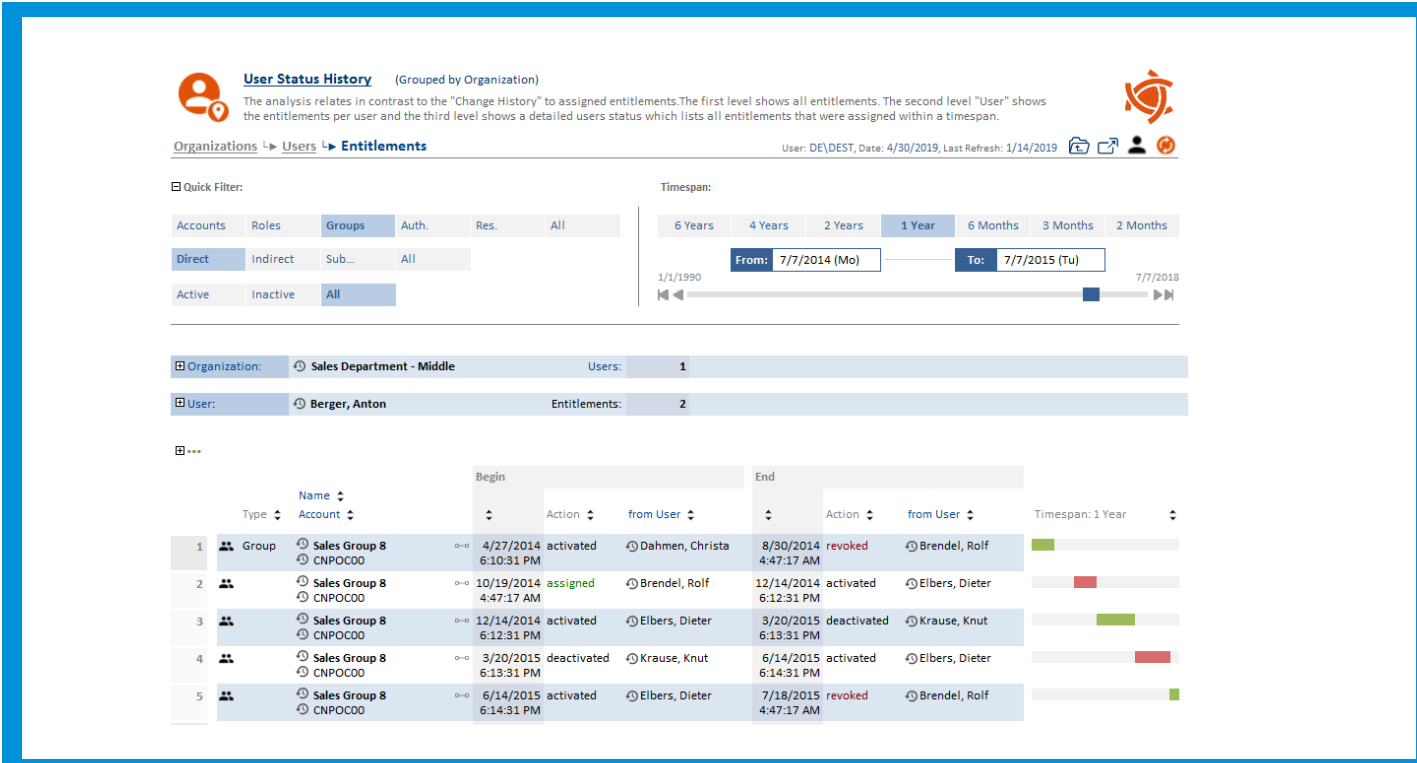 User Status History (Grouped by Organization)
The analysis relates in contrast to the "Change History" to assigned entitlements.The first level shows all entitlements. The second level "User" shows
the entitlements per user and the third level shows a detailed users status which lists all entitlements that were assigned within a timespan.
Organizations Users Entitlements
User: DE\DEST, Date: 4/30/2019, Last Refresh: 1/14/2019
Quick Filter:
Timespan:
Accounts Roles Groups Auth. Res. All
6 Years 4 Years 2 Years 1 Year 6 Months 3 Months 2 Months
Direct Indirect Sub... All
From: 7/7/2014 (Mo) To: 7/7/2015 (Tu)
1/1/1990 7/7/2018
Active Inactive All
Organization: Sales Department - Middle Users: 1
User: Berger, Anton Entitlements: 2
...
Begin End
Name
Type Account Action from User Action from User Timespan: 1 Year
1 Group Sales Group 8 4/27/2014 activated Dahmen, Christa 8/30/2014 revoked Brendel, Rolf
CNPOC00 6:10:31 PM 4:47:17 AM
2 Sales Group 8 10/19/2014 assigned Brendel, Rolf 12/14/2014 activated Elbers, Dieter
CNPOC00 4:47:17 AM 6:12:31 PM
3 Sales Group 8 12/14/2014 activated Elbers, Dieter 3/20/2015 deactivated Krause, Knut
CNPOC00 6:12:31 PM 6:13:31 PM
4 Sales Group 8 3/20/2015 deactivated Krause, Knut 6/14/2015 activated Elbers, Dieter
CNPOC00 6:13:31 PM 6:14:31 PM
5 Sales Group 8 6/14/2015 activated Elbers, Dieter 7/18/2015 revoked Brendel, Rolf
CNPOC00 6:14:31 PM 4:47:17 AM